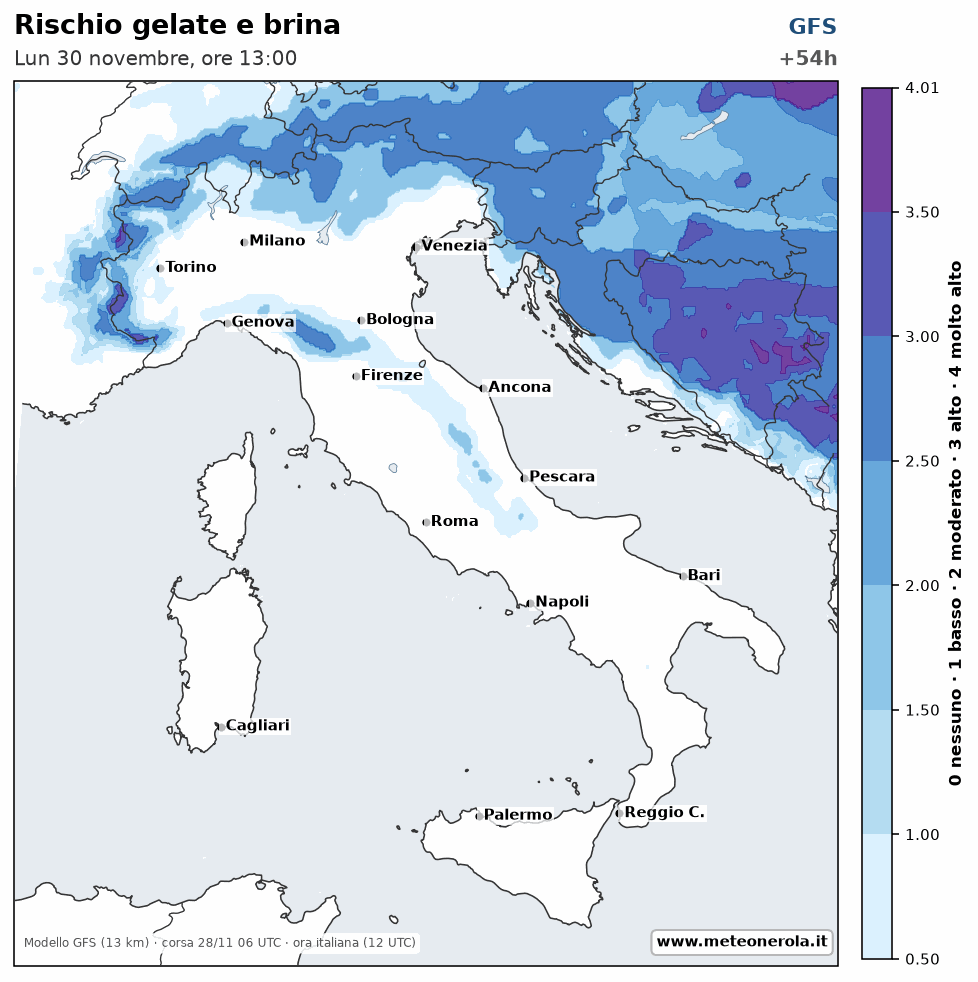 Rischio gelate e brina
GFS
Lun 30 novembre, ore 13:00
+54h
4.01
3.50
3.00
2.50
2.00
1.50
1.00
0.50
0 nessuno · 1 basso · 2 moderato · 3 alto · 4 molto alto
Milano
Venezia
Torino
Genova
Bologna
Firenze
Ancona
Pescara
Roma
Bari
Napoli
Cagliari
Palermo
Reggio C.
Modello GFS (13 km) · corsa 28/11 06 UTC · ora italiana (12 UTC)
www.meteonerola.it